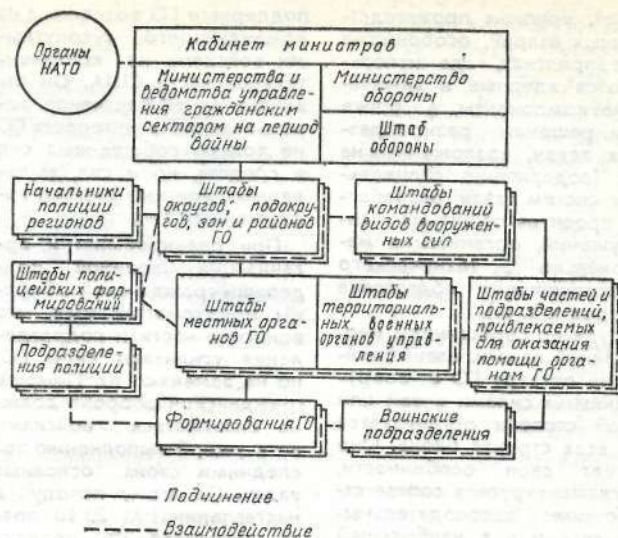 Органы
НАТО
Кабинет министров
Министерства и
ведомства управле-
ния гражданским
сектором на период
войны
Министерство
обороны
Штаб
обороны
Начальники
полиции
регионов
Штабы
округов, подокру-
гов, зон и районов
ГО
Штабы
командований
видов вооружен-
ных сил
Штабы поли-
цейских фор-
мирований
Штабы
местных орга-
нов ГО
Штабы
территориаль-
ных военных
органов управ-
ления
Штабы частей и
подразделений,
привлекаемых
для оказания
помощи орга-
нам ГО
Подразделе-
ния полиции
Формирования ГО
Воинские
подразделения
Подчинение
Взаимодействие